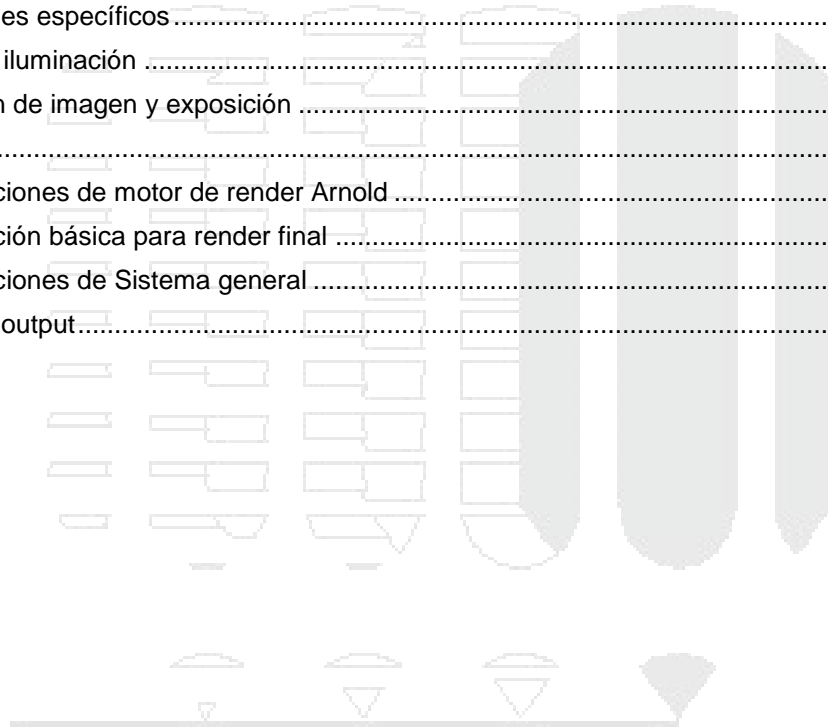 es específicos ..........................................................................
iluminación ..........................................................................
n de imagen y exposición ..........................................................................
..........................................................................
ciones de motor de render Arnold ..........................................................................
ción básica para render final ..........................................................................
ciones de Sistema general ..........................................................................
output..........................................................................